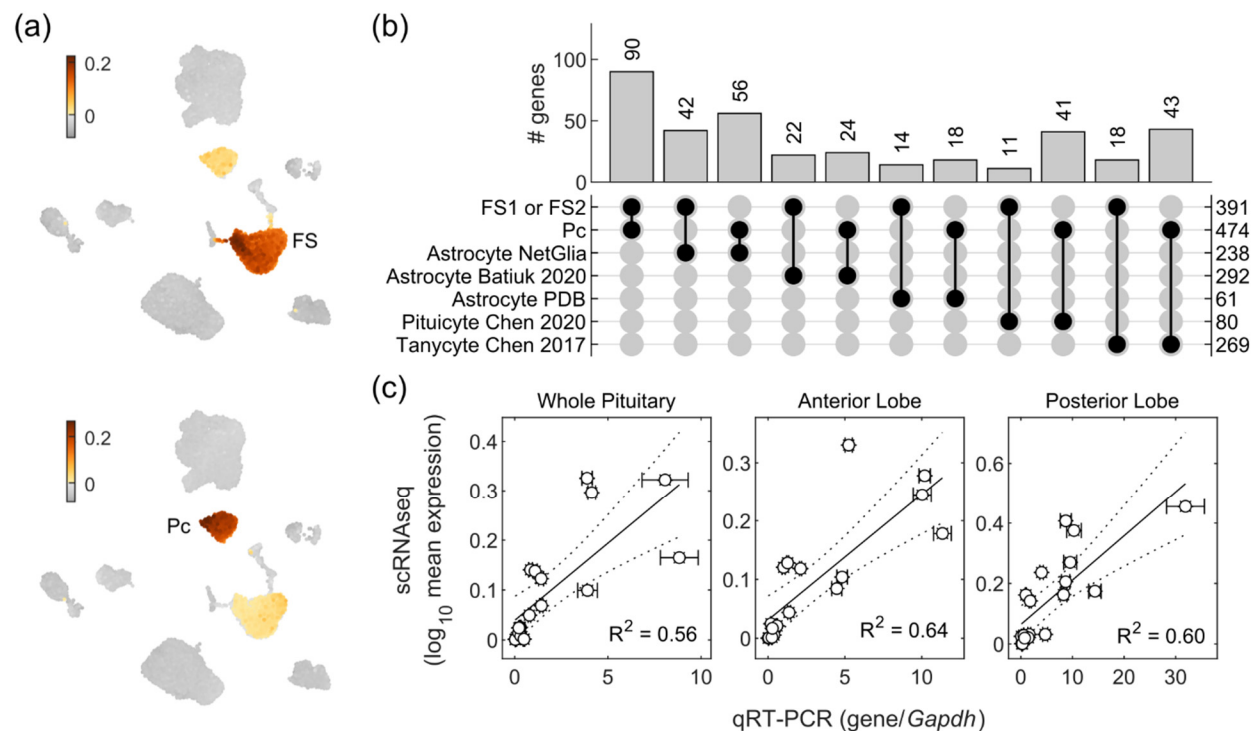 (a)
0.2
0
FS
0.2
0
Pc
(b)
# genes
100
50
0
90
42
56
22
24
14
18
11
41
18
43
FS1 or FS2 391
Pc 474
Astrocyte NetGlia 238
Astrocyte Batiuk 2020 292
Astrocyte PDB 61
Pituicyte Chen 2020 80
Tanycyte Chen 2017 269
(c)
Whole Pituitary
Anterior Lobe
Posterior Lobe
scRNAseq
(log10 mean expression)
0.4
0.3
0.2
0.1
0
0 5 10
R2 = 0.56
0.3
0.1
0
0 5 10
R2 = 0.64
0.6
0.4
0.2
0
0 10 20 30
R2 = 0.60
qRT-PCR (gene/Gapdh)